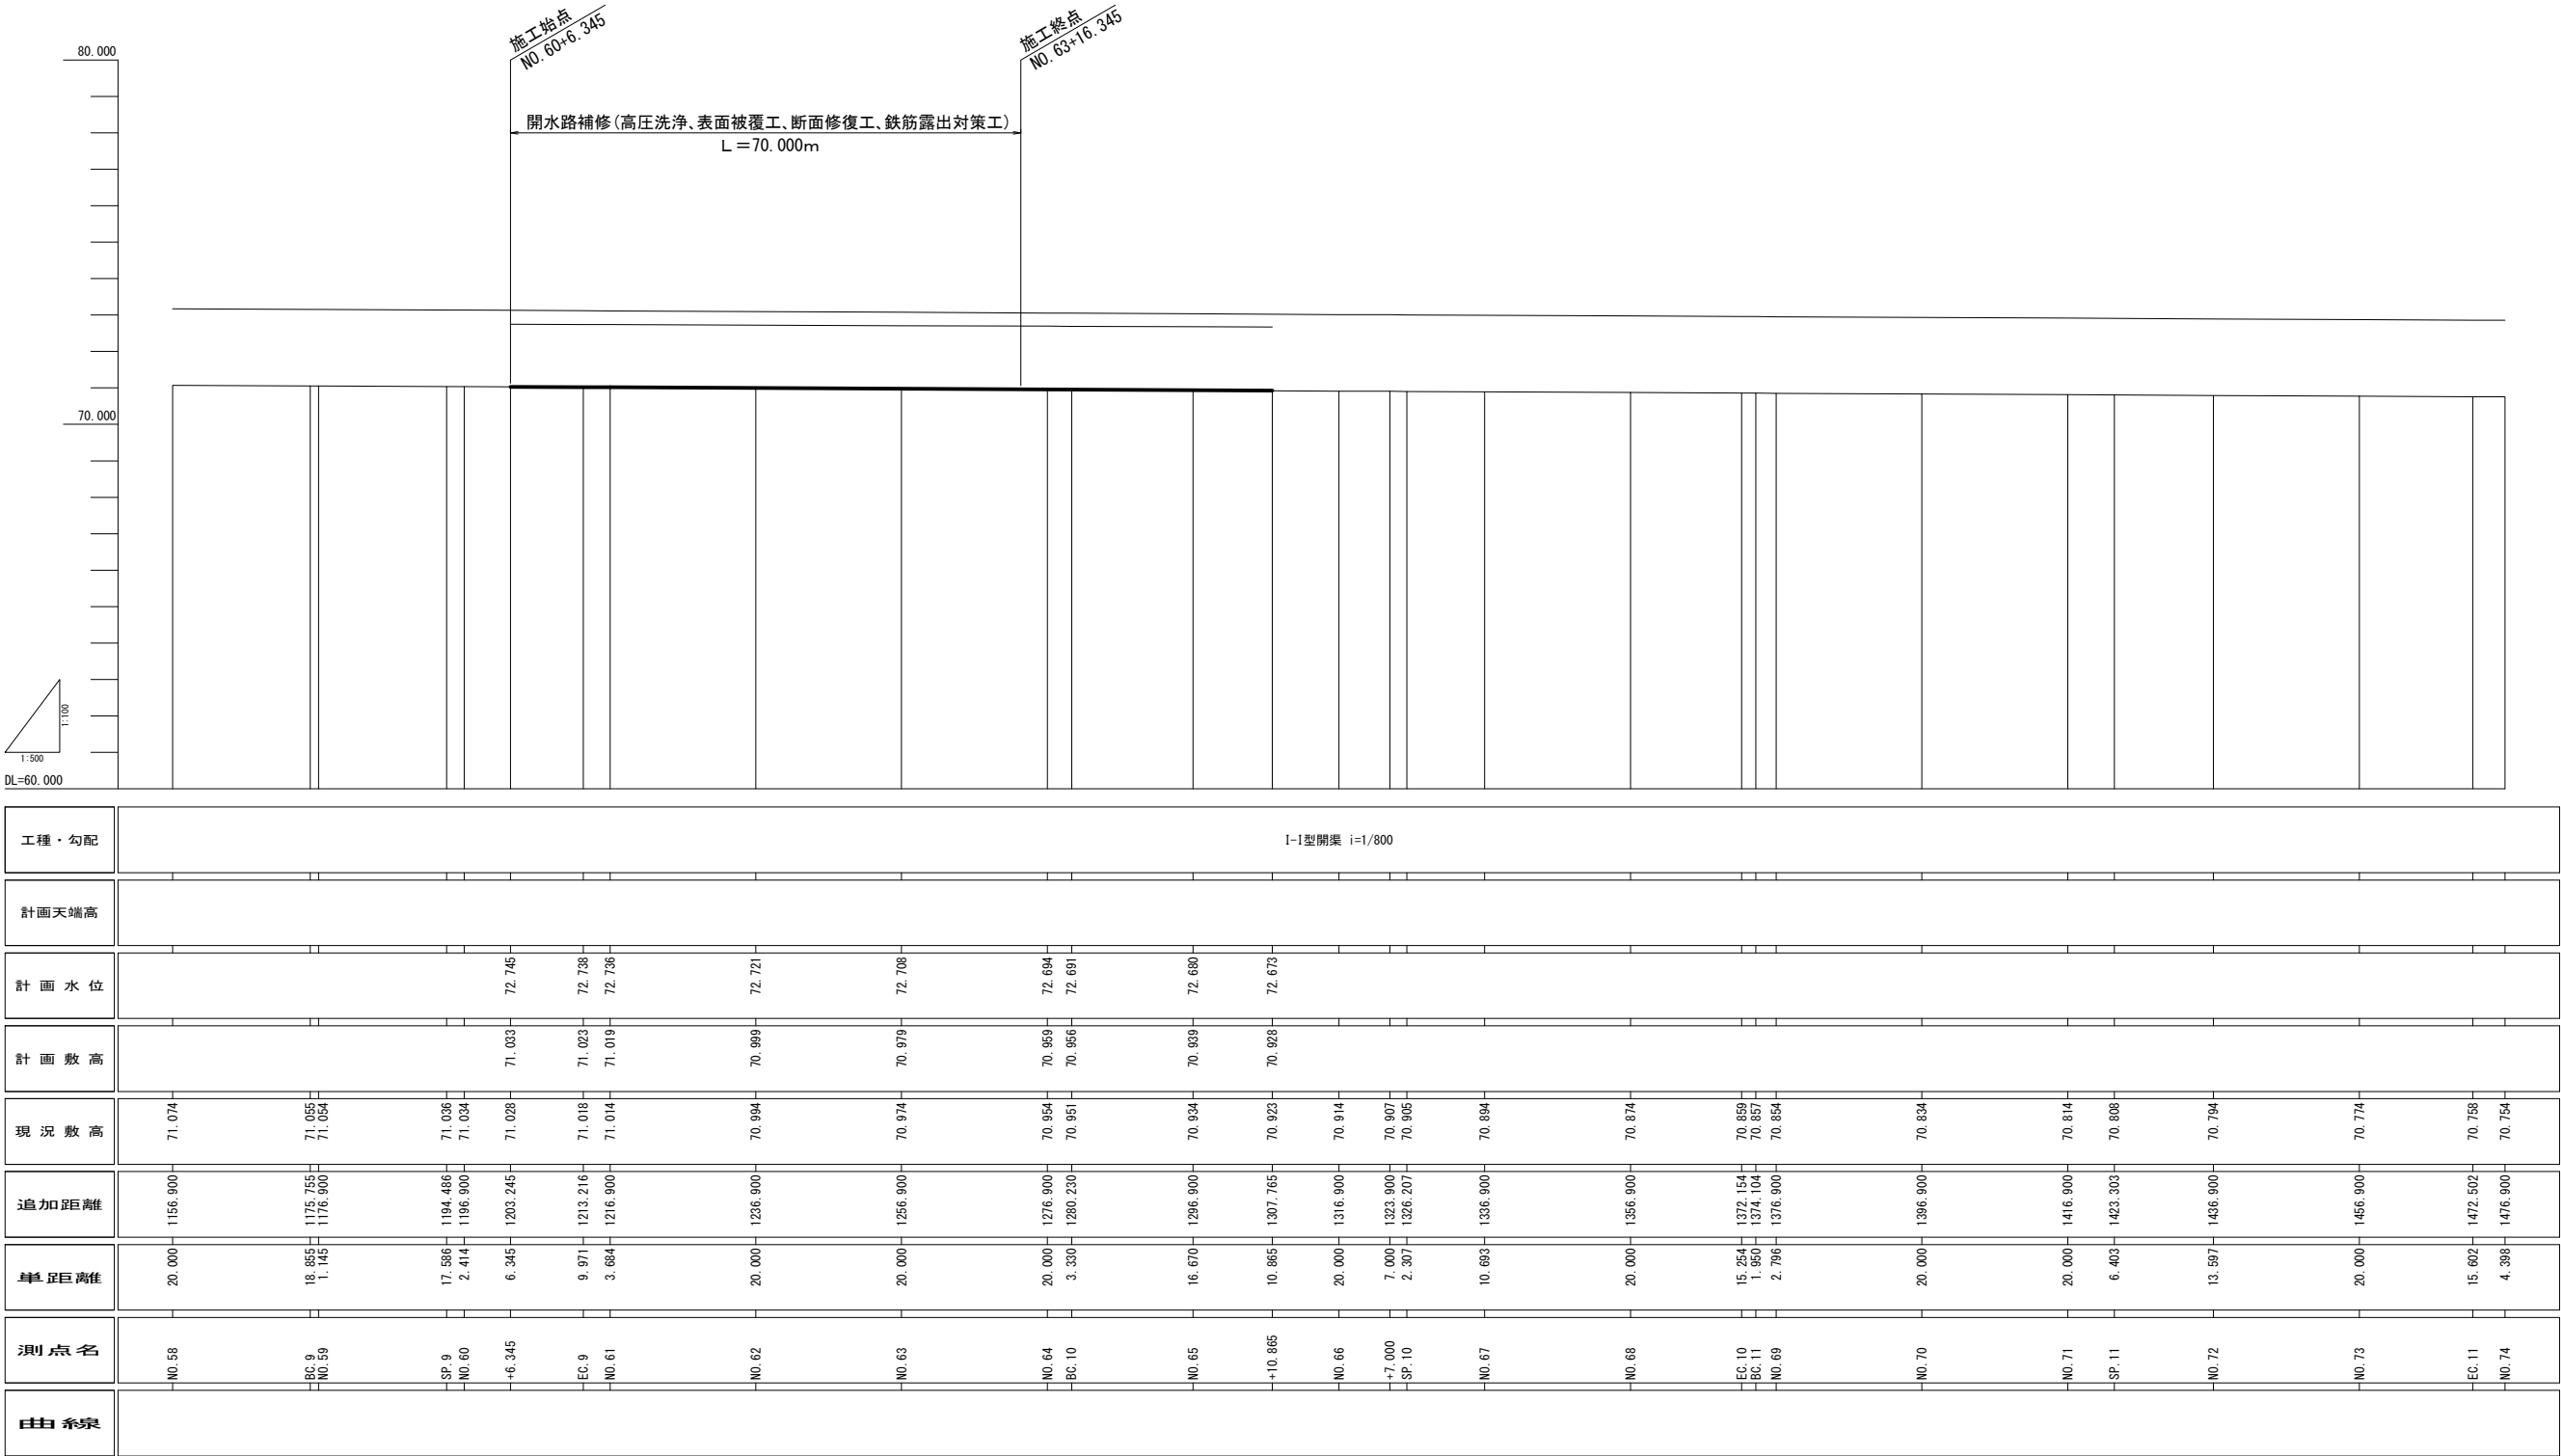 施工始点
NO.60+6.345
施工終点
NO.63+16.345
80.000
開水路補修(高圧洗浄、表面被覆工、断面修復工、鉄筋露出対策工)
L=70.000m
70.000
1:100
1:500
DL=60.000
工種・勾配
I-I型開渠 i=1/800
計画天端高
計画水位
72.745 72.738 72.736 72.721 72.708 72.694 72.691 72.680 72.673
計画敷高
71.033 71.023 71.019 70.999 70.979 70.959 70.956 70.939 70.928
現況敷高
71.074 71.055 71.054 71.036 71.034 71.028 71.018 71.014 70.994 70.974 70.954 70.951 70.934 70.923 70.914 70.907 70.905 70.894 70.874 70.859 70.857 70.854 70.834 70.814 70.808 70.794 70.774 70.758 70.754
追加距離
1156.900 1175.755 1176.900 1194.486 1196.900 1203.245 1213.216 1216.900 1236.900 1256.900 1276.900 1280.230 1296.900 1307.765 1316.900 1323.900 1326.207 1336.900 1356.900 1372.154 1374.104 1376.900 1396.900 1416.900 1423.303 1436.900 1456.900 1472.502 1476.900
単距離
20.000 18.855 1.145 17.586 2.414 6.345 9.971 3.684 20.000 20.000 20.000 3.330 16.670 10.865 20.000 7.000 2.307 10.693 20.000 15.254 1.950 2.796 20.000 20.000 6.403 13.597 20.000 15.602 4.398
測点名
NO.58 BC.9 NO.59 SP.9 NO.60 +6.345 EC.9 NO.61 NO.62 NO.63 NO.64 BC.10 NO.65 +10.865 NO.66 +7.000 SP.10 NO.67 NO.68 EC.10 BC.11 NO.69 NO.70 NO.71 SP.11 NO.72 NO.73 EC.11 NO.74
曲線